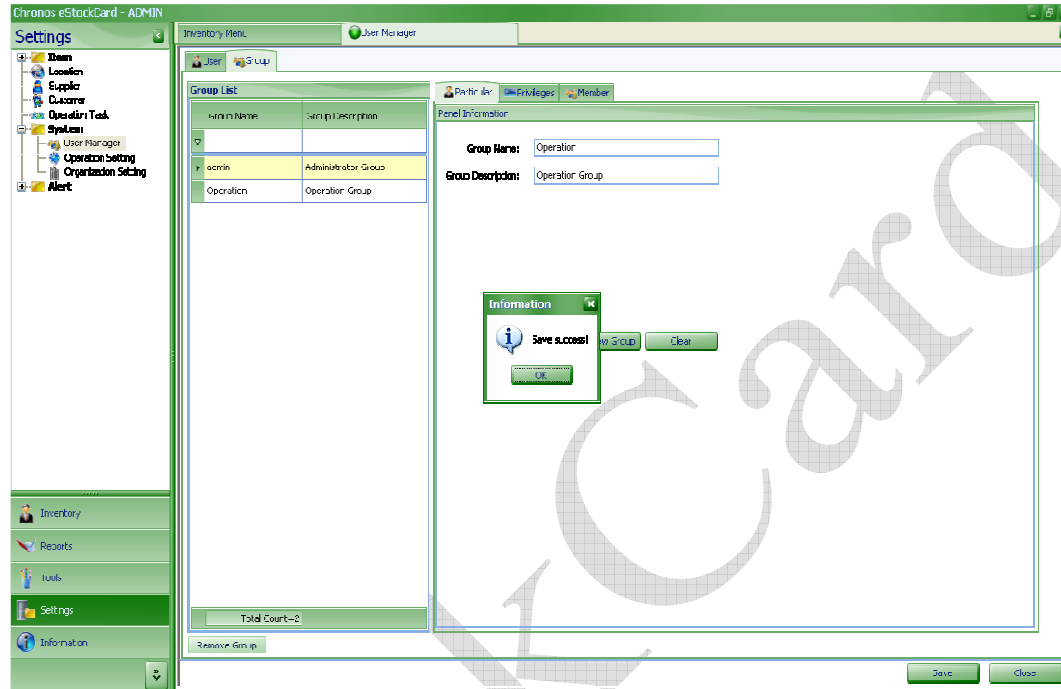 Chronos eStockCard - ADMIN
Settings
Item
Location
Supplier
Customer
Operation Task
System
User Manager
Operation Setting
Organization Setting
Alert
Inventory
Reports
Tools
Settings
Information
Inventory Menu
User Manager
User
Group
Group List
Group Name
Group Description
admin
Administrator Group
Operation
Operation Group
Total Count=2
Remove Group
Particular
Privileges
Member
Panel Information
Group Name:
Operation
Group Description:
Operation Group
Information
Save success!
OK
ew Group
Clear
Save
Close
kCard